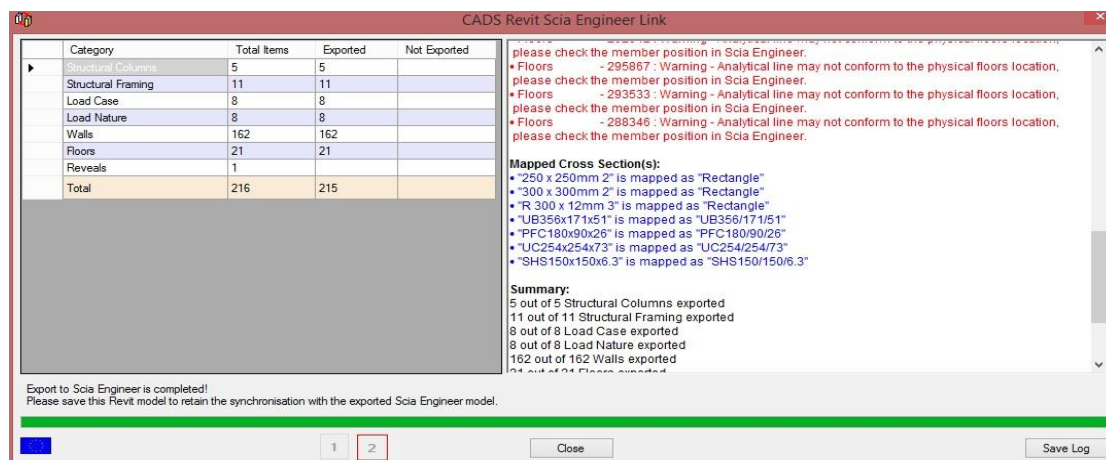 CADS Revit Scia Engineer Link
Category Total Items Exported Not Exported
Structural Columns 5 5
Structural Framing 11 11
Load Case 8 8
Load Nature 8 8
Walls 162 162
Floors 21 21
Reveals 1
Total 216 215
please check the member position in Scia Engineer.
• Floors - 295867 : Warning - Analytical line may not conform to the physical floors location,
please check the member position in Scia Engineer.
• Floors - 293533 : Warning - Analytical line may not conform to the physical floors location,
please check the member position in Scia Engineer.
• Floors - 288346 : Warning - Analytical line may not conform to the physical floors location,
please check the member position in Scia Engineer.
Mapped Cross Section(s):
• "250 x 250mm 2" is mapped as "Rectangle"
• "300 x 300mm 2" is mapped as "Rectangle"
• "R 300 x 12mm 3" is mapped as "Rectangle"
• "UB356x171x51" is mapped as "UB356/171/51"
• "PFC180x90x26" is mapped as "PFC180/90/26"
• "UC254x254x73" is mapped as "UC254/254/73"
• "SHS150x150x6.3" is mapped as "SHS150/150/6.3"
Summary:
5 out of 5 Structural Columns exported
11 out of 11 Structural Framing exported
8 out of 8 Load Case exported
8 out of 8 Load Nature exported
162 out of 162 Walls exported
21 out of 21 Floors exported
Export to Scia Engineer is completed!
Please save this Revit model to retain the synchronisation with the exported Scia Engineer model.
1 2 Close Save Log